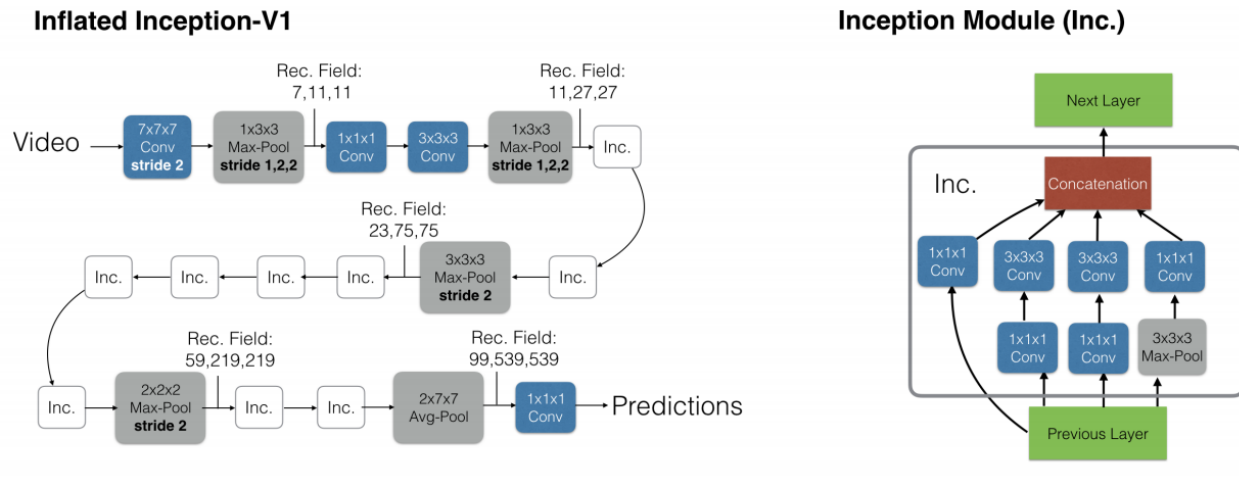 Inflated Inception-V1
Inception Module (Inc.)
Rec. Field:
7,11,11
Rec. Field:
11,27,27
Video
7x7x7
Conv
stride 2
1x3x3
Max-Pool
stride 1,2,2
1x1x1
Conv
3x3x3
Conv
1x3x3
Max-Pool
stride 1,2,2
Inc.
Rec. Field:
23,75,75
Inc.
Inc.
Inc.
Inc.
3x3x3
Max-Pool
stride 2
Inc.
Rec. Field:
59,219,219
Rec. Field:
99,539,539
Inc.
2x2x2
Max-Pool
stride 2
Inc.
Inc.
2x7x7
Avg-Pool
1x1x1
Conv
Predictions
Next Layer
Inc.
Concatenation
1x1x1
Conv
3x3x3
Conv
3x3x3
Conv
1x1x1
Conv
1x1x1
Conv
1x1x1
Conv
3x3x3
Max-Pool
Previous Layer